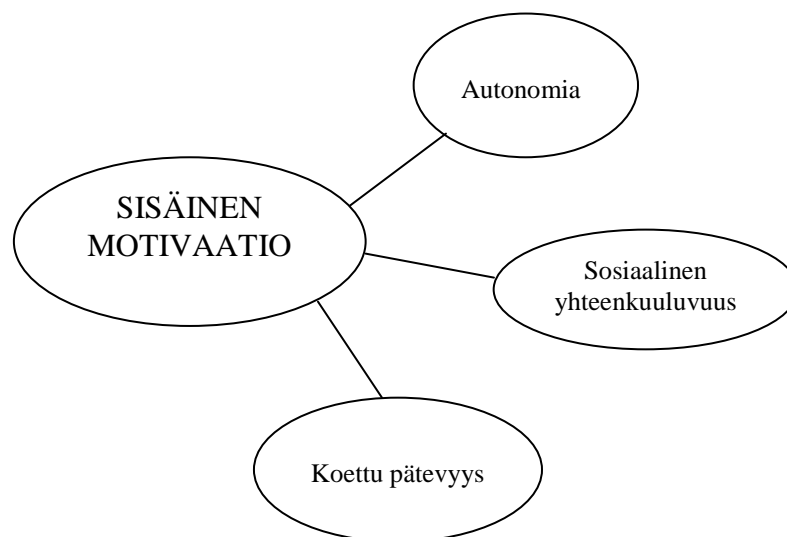 Autonomia
SISÄINEN
MOTIVAATIO
Sosiaalinen
yhteenkuuluvuus
Koettu pätevyys